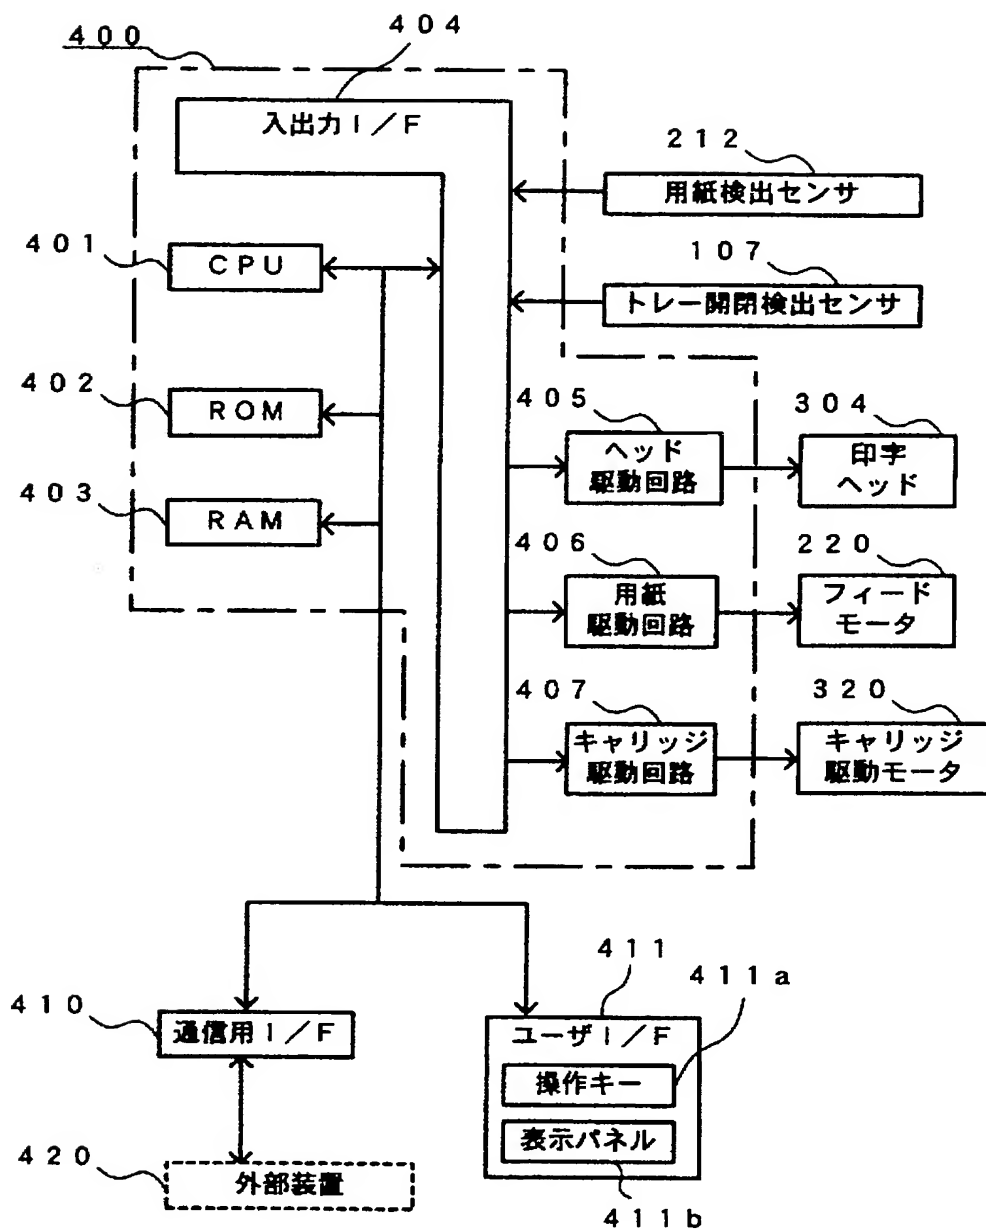 ４００
４０４
入出力Ｉ／Ｆ
２１２
用紙検出センサ
４０１
ＣＰＵ
１０７
トレー開閉検出センサ
４０２
ＲＯＭ
４０５
ヘッド
駆動回路
３０４
印字
ヘッド
４０３
ＲＡＭ
４０６
用紙
駆動回路
２２０
フィード
モータ
４０７
キャリッジ
駆動回路
３２０
キャリッジ
駆動モータ
４１０
通信用Ｉ／Ｆ
４１１
ユーザＩ／Ｆ
４１１ａ
操作キー
表示パネル
４１１ｂ
４２０
外部装置